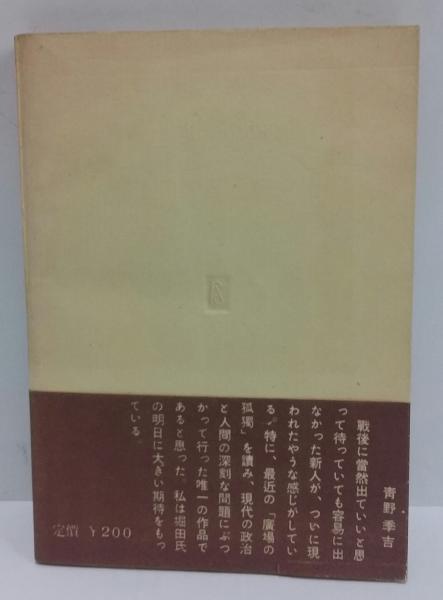 青野季吉
戰後に當然出ていいと思
って待っていても容易に出
なかった新人が、ついに現
われたやうな感じがしてい
る。特に、最近の「廣場の
孤獨」を讀み、現代の政治
と人間の深刻な問題にぶつ
かって行った唯一の作品で
あると思った。私は堀田氏
の明日に大きい期待をもっ
ている。
定價 ￥200